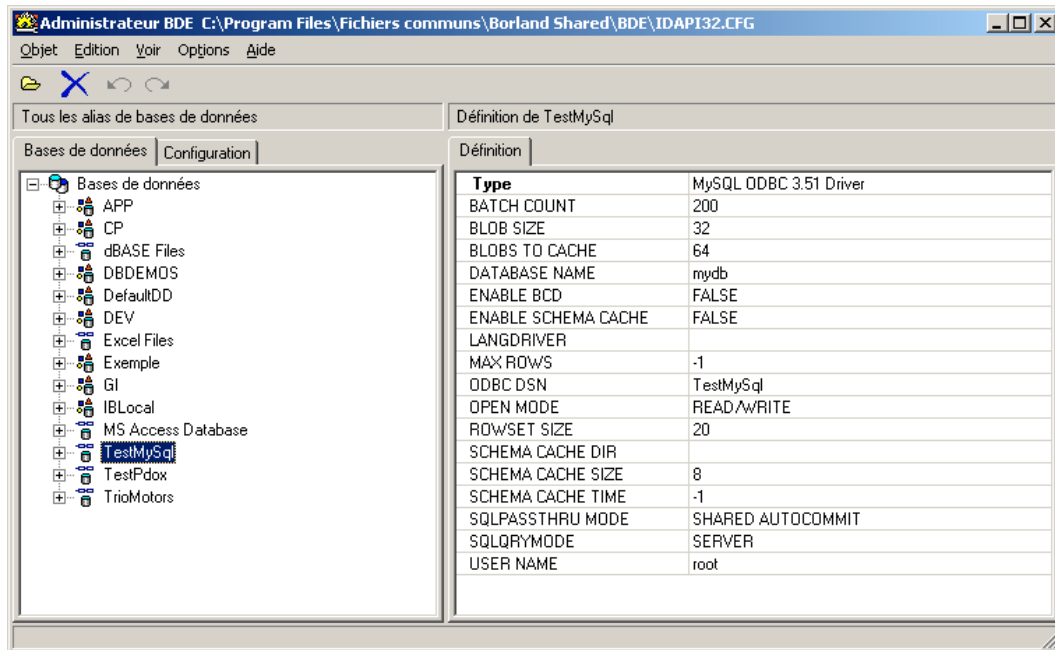 Administrateur BDE C:\Program Files\Fichiers communs\Borland Shared\BDE\IDAPI32.CFG
Objet Edition Voir Options Aide
Tous les alias de bases de données
Définition de TestMySql
Bases de données Configuration
Définition
Bases de données
APP
CP
dBASE Files
DBDEMOS
DefaultDD
DEV
Excel Files
Exemple
GI
IBLocal
MS Access Database
TestMySql
TestPdox
TrioMotors
Type MySQL ODBC 3.51 Driver
BATCH COUNT 200
BLOB SIZE 32
BLOBS TO CACHE 64
DATABASE NAME mydb
ENABLE BCD FALSE
ENABLE SCHEMA CACHE FALSE
LANGDRIVER
MAX ROWS -1
ODBC DSN TestMySql
OPEN MODE READ/WRITE
ROWSET SIZE 20
SCHEMA CACHE DIR
SCHEMA CACHE SIZE 8
SCHEMA CACHE TIME -1
SQLPASSTHRU MODE SHARED AUTOCOMMIT
SQLQRYMODE SERVER
USER NAME root